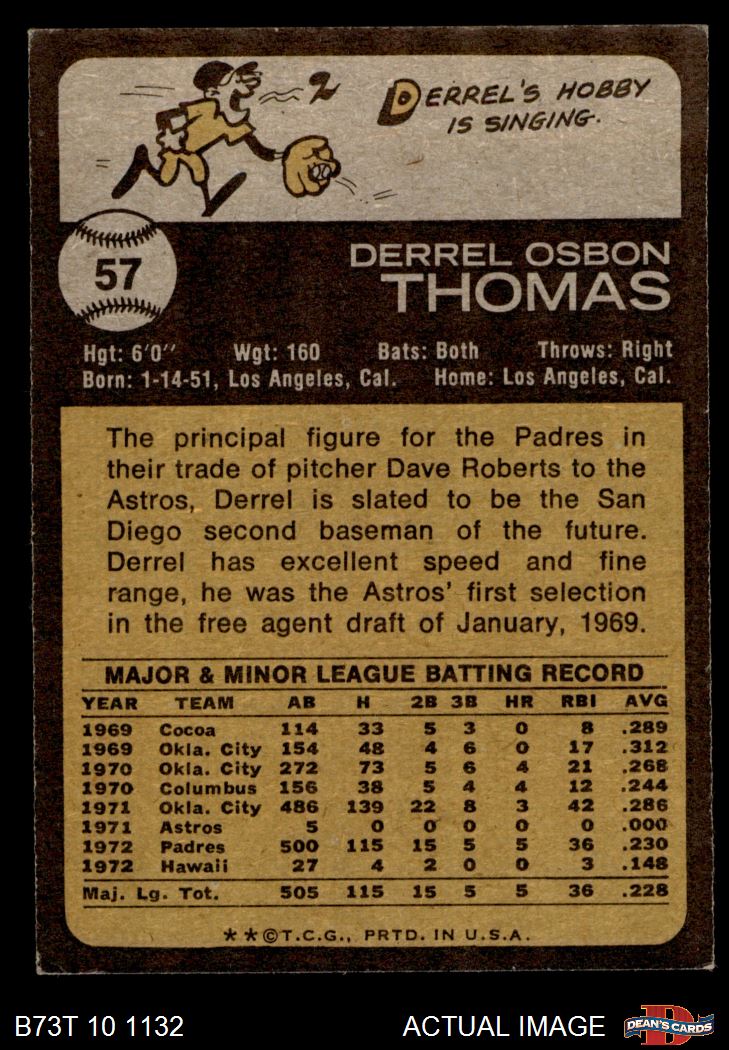 DERREL'S HOBBY
IS SINGING.
57
DERREL OSBON
THOMAS
Hgt: 6'0" Wgt: 160 Bats: Both Throws: Right
Born: 1-14-51, Los Angeles, Cal. Home: Los Angeles, Cal.
The principal figure for the Padres in
their trade of pitcher Dave Roberts to the
Astros, Derrel is slated to be the San
Diego second baseman of the future.
Derrel has excellent speed and fine
range, he was the Astros' first selection
in the free agent draft of January, 1969.
MAJOR & MINOR LEAGUE BATTING RECORD
YEAR TEAM AB H 2B 3B HR RBI AVG
1969 Cocoa 114 33 5 3 0 8 .289
1969 Okla. City 154 48 4 6 0 17 .312
1970 Okla. City 272 73 5 6 4 21 .268
1970 Columbus 156 38 5 4 4 12 .244
1971 Okla. City 486 139 22 8 3 42 .286
1971 Astros 5 0 0 0 0 0 .000
1972 Padres 500 115 15 5 5 36 .230
1972 Hawaii 27 4 2 0 0 3 .148
Maj. Lg. Tot. 505 115 15 5 5 36 .228
**©T.C.G., PRTD. IN U.S.A.
B73T 10 1132 ACTUAL IMAGE DEAN'S CARDS